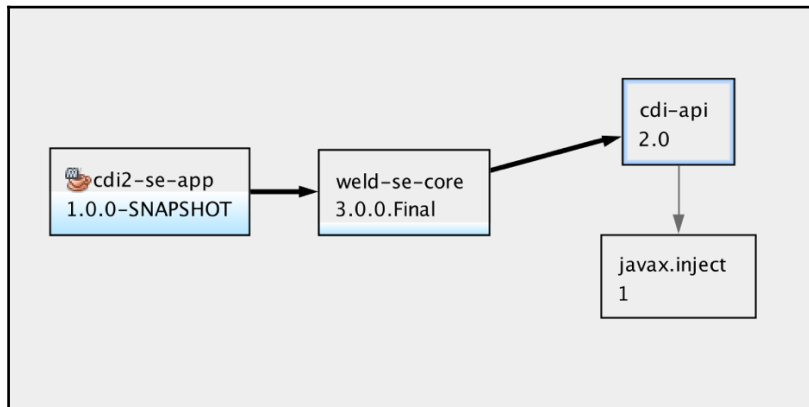 cdi2-se-app
1.0.0-SNAPSHOT
weld-se-core
3.0.0.Final
cdi-api
2.0
javax.inject
1